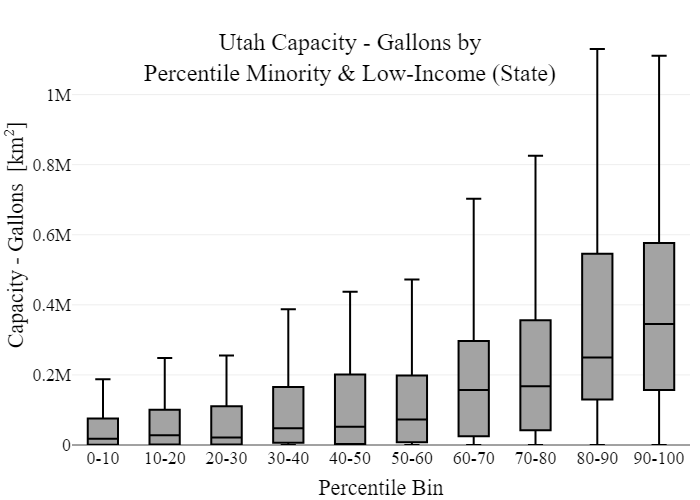 Utah Capacity - Gallons by
Percentile Minority & Low-Income (State)
Capacity - Gallons [km²]
1M
0.8M
0.6M
0.4M
0.2M
0
0-10 10-20 20-30 30-40 40-50 50-60 60-70 70-80 80-90 90-100
Percentile Bin